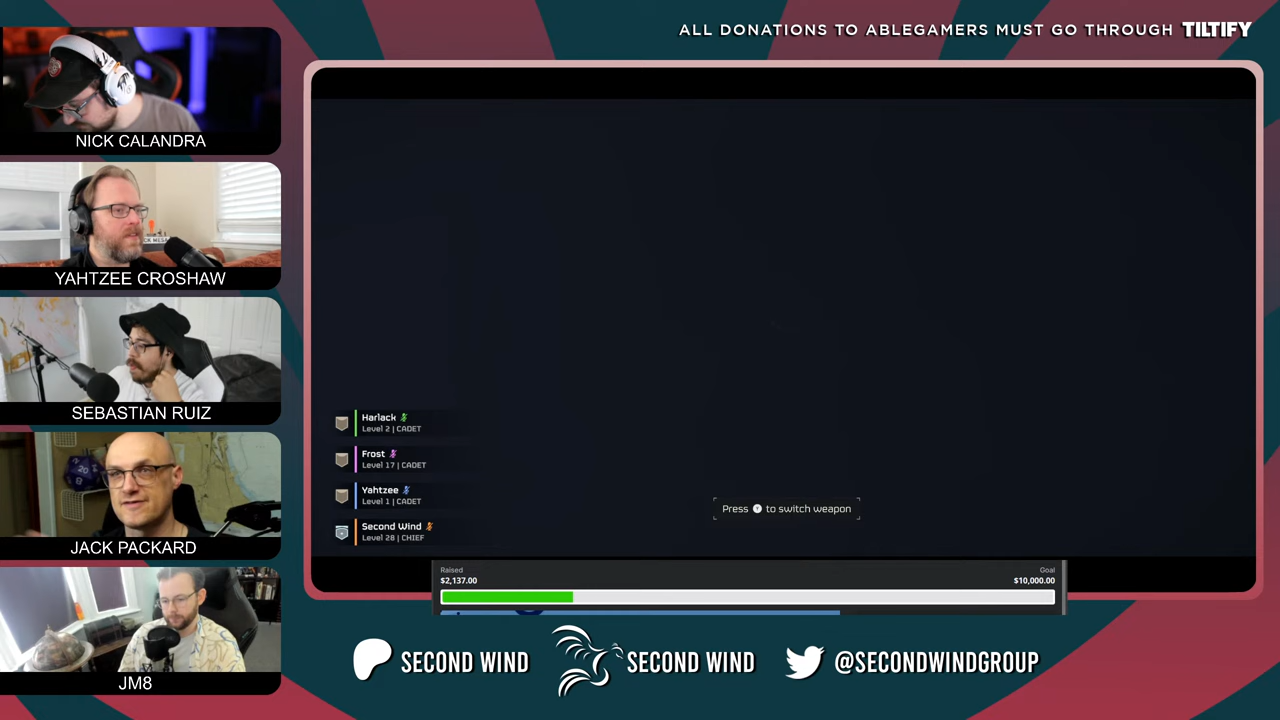 ALL DONATIONS TO ABLEGAMERS MUST GO THROUGH TILTIFY
NICK CALANDRA
YAHTZEE CROSHAW
SEBASTIAN RUIZ
JACK PACKARD
JM8
Harlack
Level 2 | CADET
Frost
Level 17 | CADET
Yahtzee
Level 1 | CADET
Second Wind
Level 28 | CHIEF
Press Y to switch weapon
Raised
Goal
$2,137.00
$10,000.00
SECOND WIND
SECOND WIND
@SECONDWINDGROUP